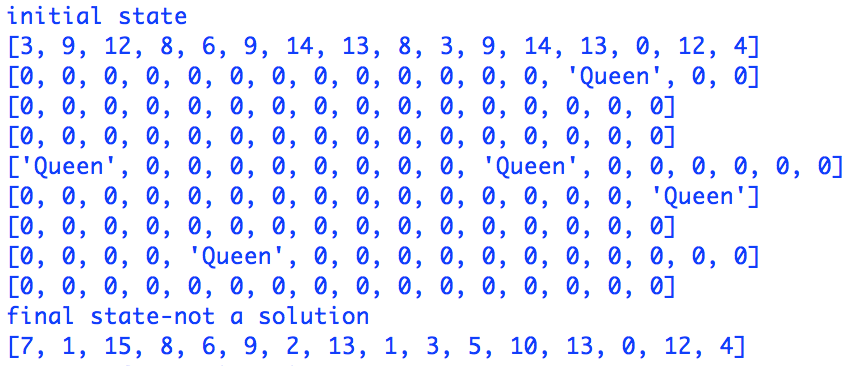 initial state
[3, 9, 12, 8, 6, 9, 14, 13, 8, 3, 9, 14, 13, 0, 12, 4]
[0, 0, 0, 0, 0, 0, 0, 0, 0, 0, 0, 0, 0, 'Queen', 0, 0]
[0, 0, 0, 0, 0, 0, 0, 0, 0, 0, 0, 0, 0, 0, 0, 0]
[0, 0, 0, 0, 0, 0, 0, 0, 0, 0, 0, 0, 0, 0, 0, 0]
['Queen', 0, 0, 0, 0, 0, 0, 0, 0, 'Queen', 0, 0, 0, 0, 0, 0]
[0, 0, 0, 0, 0, 0, 0, 0, 0, 0, 0, 0, 0, 0, 0, 'Queen']
[0, 0, 0, 0, 0, 0, 0, 0, 0, 0, 0, 0, 0, 0, 0, 0]
[0, 0, 0, 0, 'Queen', 0, 0, 0, 0, 0, 0, 0, 0, 0, 0, 0]
[0, 0, 0, 0, 0, 0, 0, 0, 0, 0, 0, 0, 0, 0, 0, 0]
final state-not a solution
[7, 1, 15, 8, 6, 9, 2, 13, 1, 3, 5, 10, 13, 0, 12, 4]